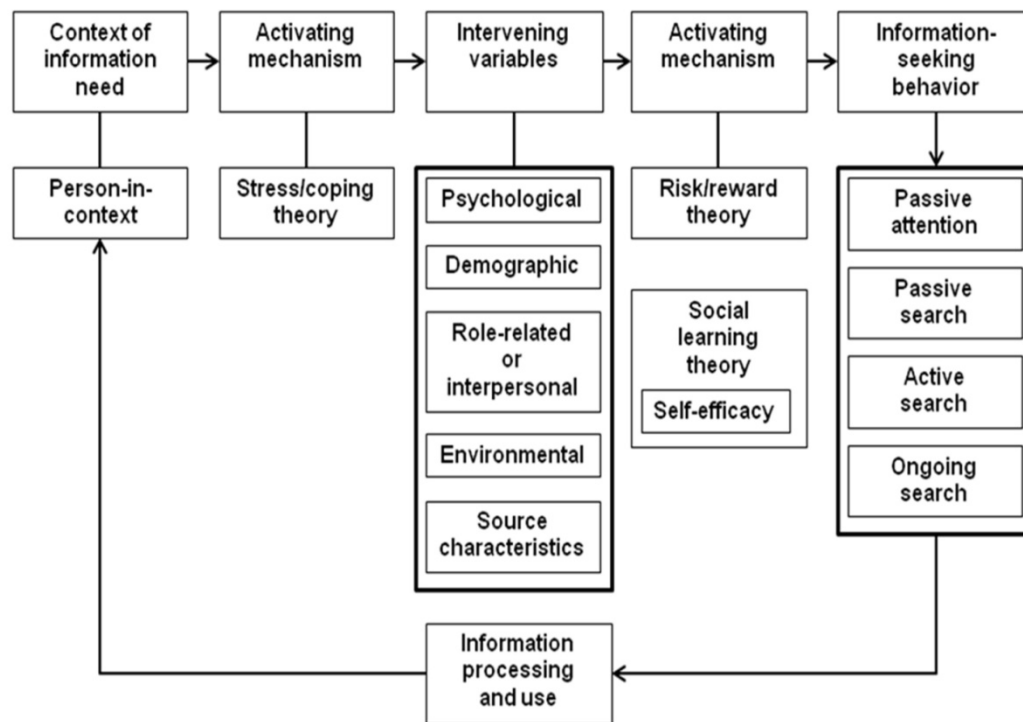 Context of
information
need
Activating
mechanism
Intervening
variables
Activating
mechanism
Information-
seeking
behavior
Person-in-
context
Stress/coping
theory
Psychological
Demographic
Role-related
or
interpersonal
Environmental
Source
characteristics
Risk/reward
theory
Social
learning
theory
Self-efficacy
Passive
attention
Passive
search
Active
search
Ongoing
search
Information
processing
and use